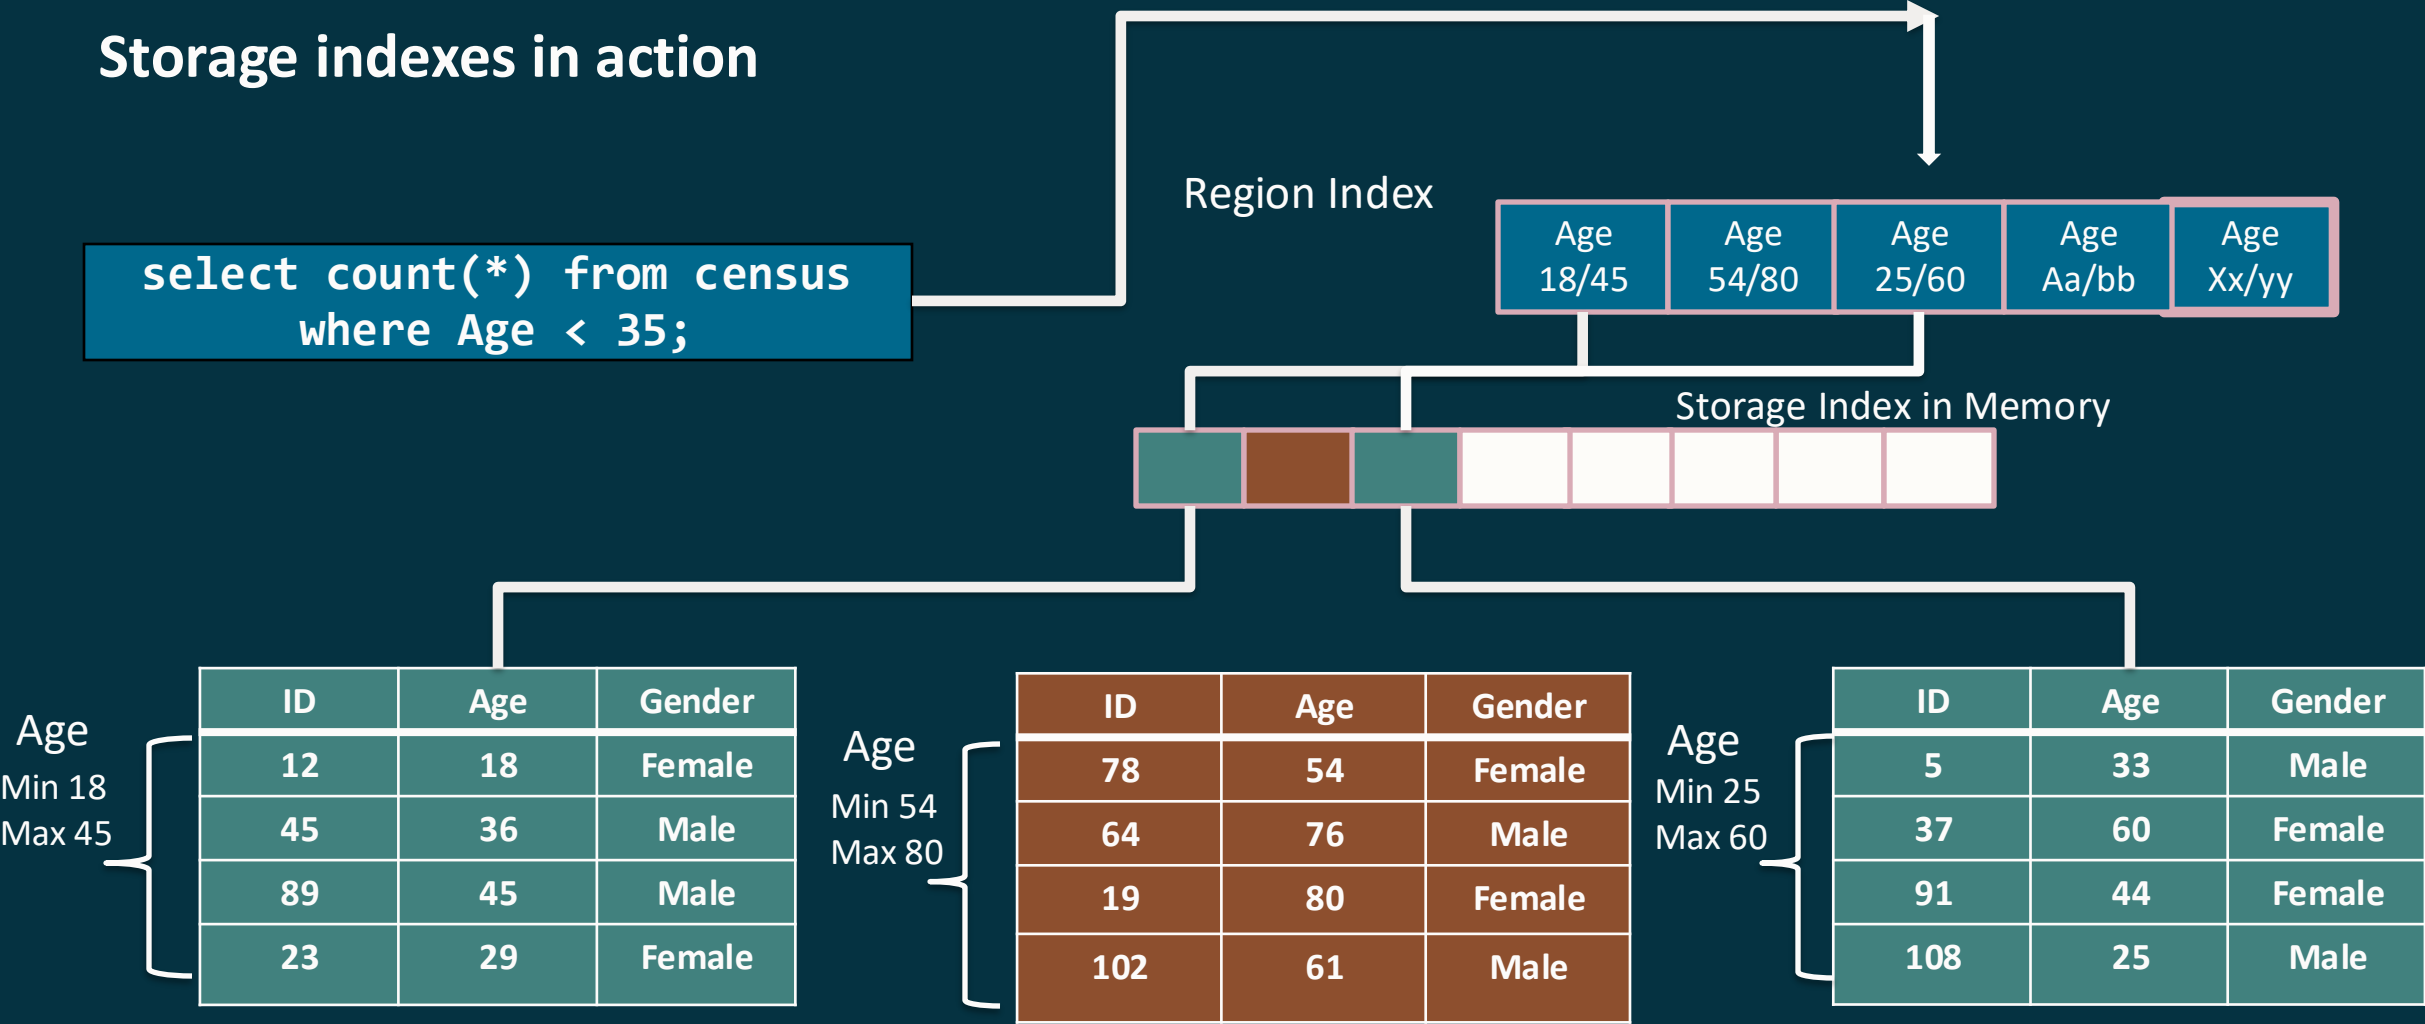 Storage indexes in action
select count(*) from census
where Age < 35;
Region Index
Age Age Age Age Age
18/45 54/80 25/60 Aa/bb Xx/yy
Storage Index in Memory
Age
Min 18
Max 45
ID Age Gender
12 18 Female
45 36 Male
89 45 Male
23 29 Female
Age
Min 54
Max 80
ID Age Gender
78 54 Female
64 76 Male
19 80 Female
102 61 Male
Age
Min 25
Max 60
ID Age Gender
5 33 Male
37 60 Female
91 44 Female
108 25 Male